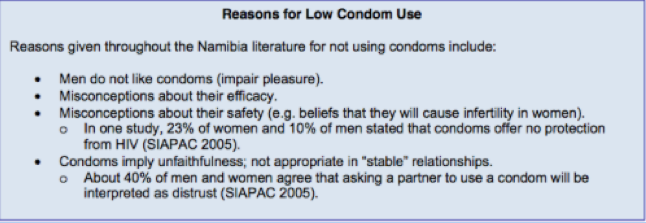 Reasons for Low Condom Use
Reasons given throughout the Namibia literature for not using condoms include:
• Men do not like condoms (impair pleasure).
• Misconceptions about their efficacy.
• Misconceptions about their safety (e.g. beliefs that they will cause infertility in women).
o In one study, 23% of women and 10% of men stated that condoms offer no protection
from HIV (SIAPAC 2005).
• Condoms imply unfaithfulness; not appropriate in "stable" relationships.
o About 40% of men and women agree that asking a partner to use a condom will be
interpreted as distrust (SIAPAC 2005).